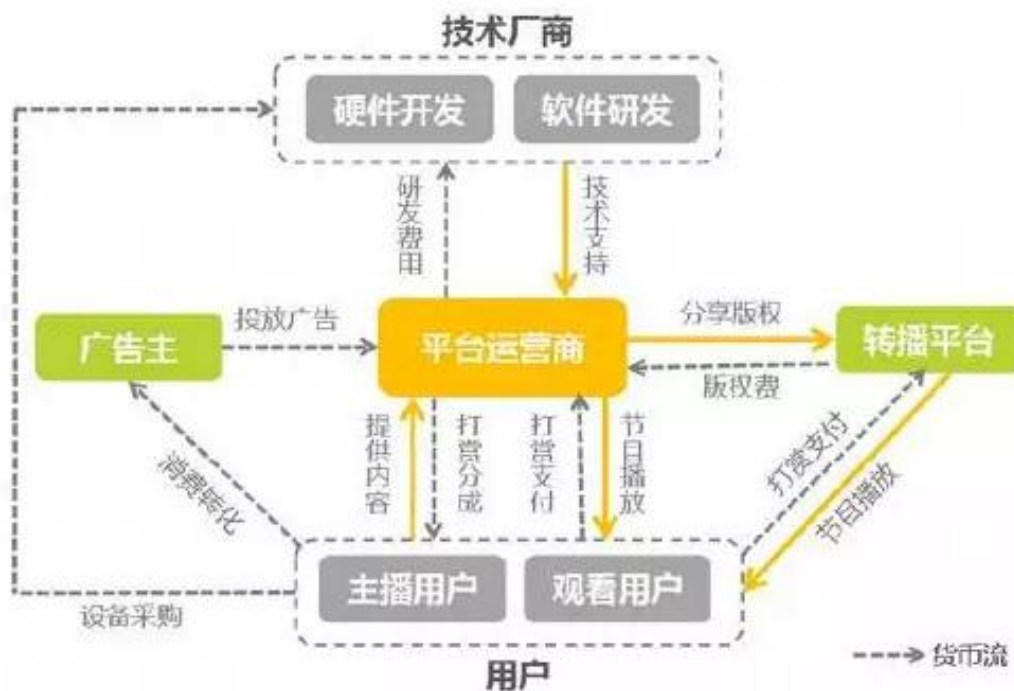 技术厂商
硬件开发
软件研发
研发费用
技术支持
广告主
投放广告
平台运营商
分享版权
版权费
转播平台
消费转化
提供内容
打赏分成
打赏支付
节目播放
打赏支付
节目播放
主播用户
观看用户
设备采购
用户
货币流